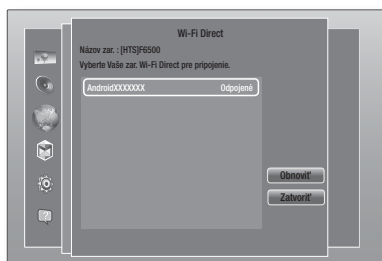 Wi-Fi Direct
Názov zar. : [HTS]F6500
Vyberte Vaše zar. Wi-Fi Direct pre pripojenie.
AndroidXXXXXXX Odpojené
Obnoviť
Zatvoriť